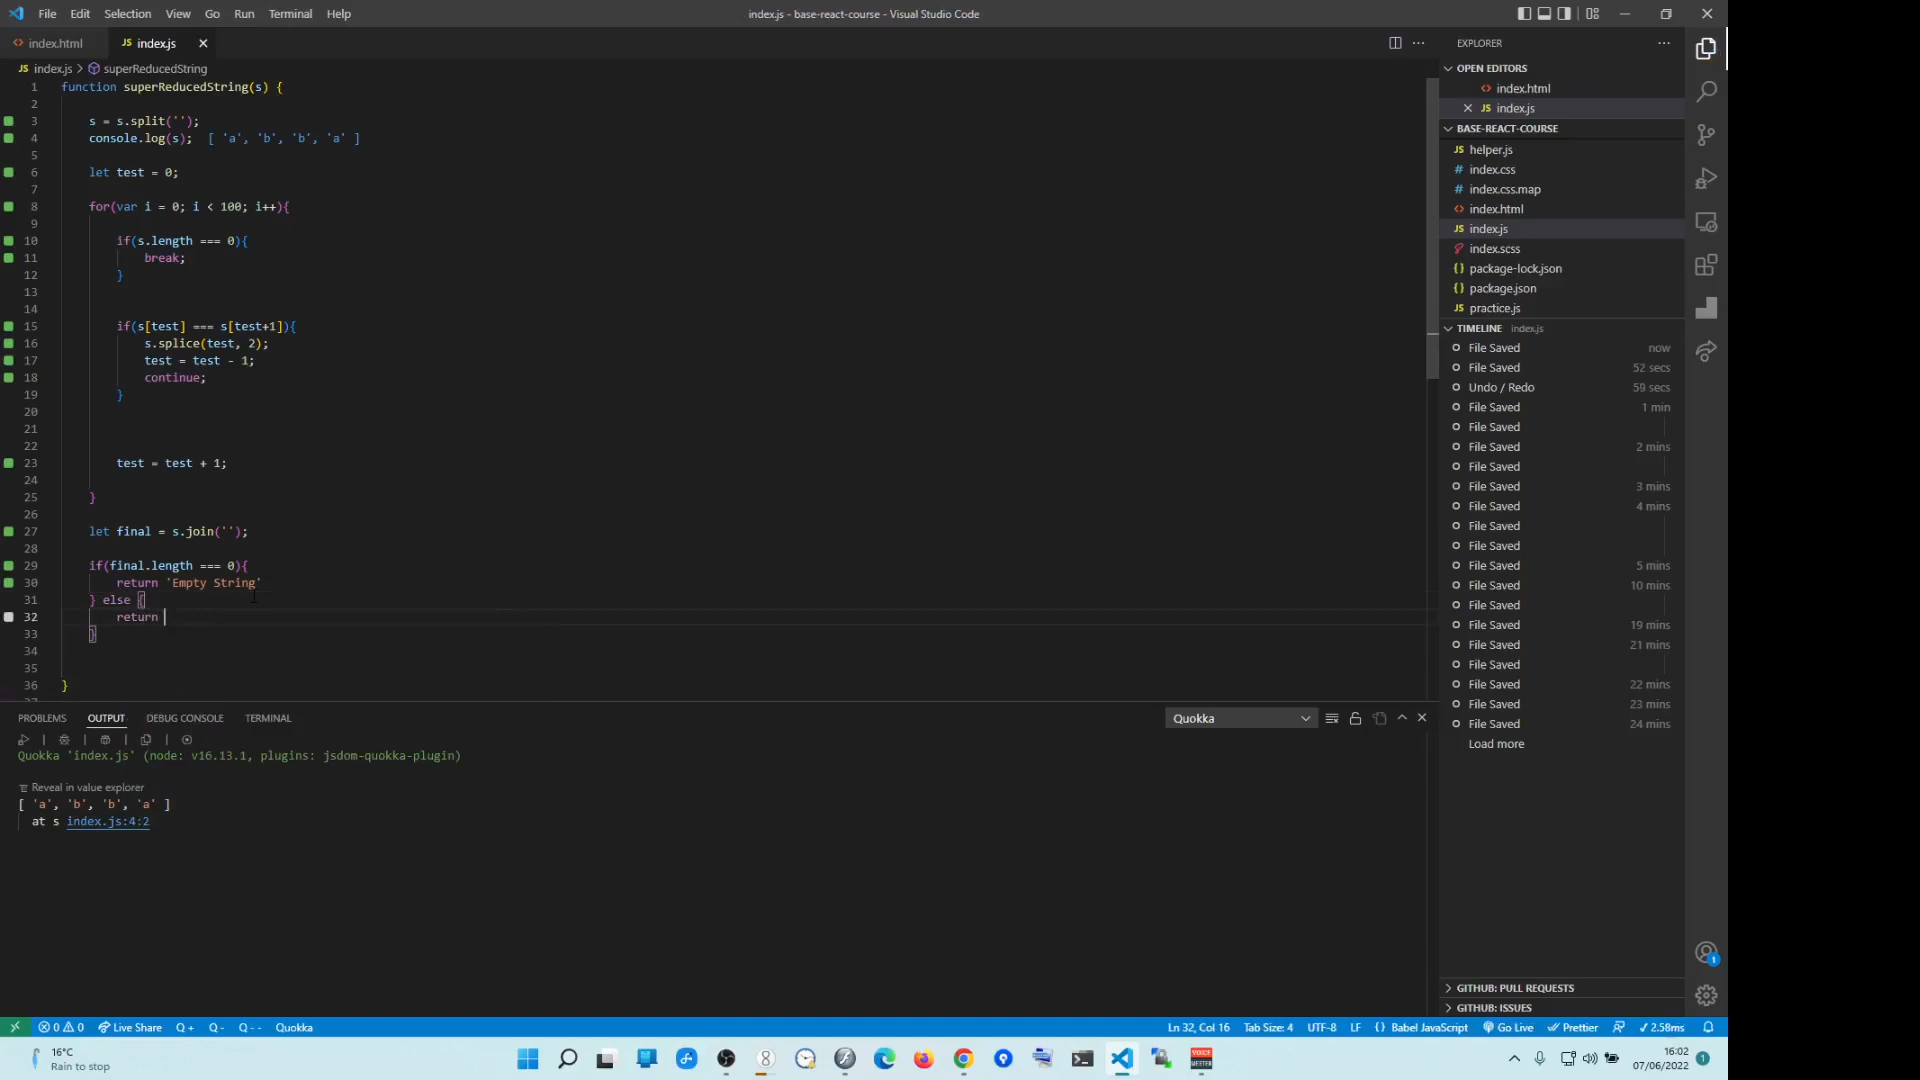 File Edit Selection View Go Run Terminal Help
index.js - base-react-course - Visual Studio Code
index.html
JS index.js
JS index.js > superReducedString
1 function superReducedString(s) {
2
3 s = s.split('');
4 console.log(s); [ 'a', 'b', 'b', 'a' ]
5
6 let test = 0;
7
8 for(var i = 0; i < 100; i++){
9
10 if(s.length === 0){
11 break;
12 }
13
14
15 if(s[test] === s[test+1]){
16 s.splice(test, 2);
17 test = test - 1;
18 continue;
19 }
20
21
22
23 test = test + 1;
24
25 }
26
27 let final = s.join('');
28
29 if(final.length === 0){
30 return 'Empty String'
31 } else {
32 return
33 }
34
35
36 }
PROBLEMS OUTPUT DEBUG CONSOLE TERMINAL
Quokka
Quokka 'index.js' (node: v16.13.1, plugins: jsdom-quokka-plugin)
Reveal in value explorer
[ 'a', 'b', 'b', 'a' ]
at s index.js:4:2
EXPLORER
OPEN EDITORS
index.html
JS index.js
BASE-REACT-COURSE
JS helper.js
# index.css
# index.css.map
index.html
JS index.js
index.scss
{} package-lock.json
{} package.json
JS practice.js
TIMELINE index.js
File Saved now
File Saved 52 secs
Undo / Redo 59 secs
File Saved 1 min
File Saved
File Saved 2 mins
File Saved
File Saved 3 mins
File Saved 4 mins
File Saved
File Saved
File Saved 5 mins
File Saved 10 mins
File Saved
File Saved 19 mins
File Saved 21 mins
File Saved
File Saved 22 mins
File Saved 23 mins
File Saved 24 mins
Load more
GITHUB: PULL REQUESTS
GITHUB: ISSUES
1
0 0 Live Share Q + Q - Q - - Quokka
Ln 32, Col 16 Tab Size: 4 UTF-8 LF {} Babel JavaScript Go Live Prettier 2.58ms
16°C
Rain to stop
VOICE
MEETER
16:02
07/06/2022
1